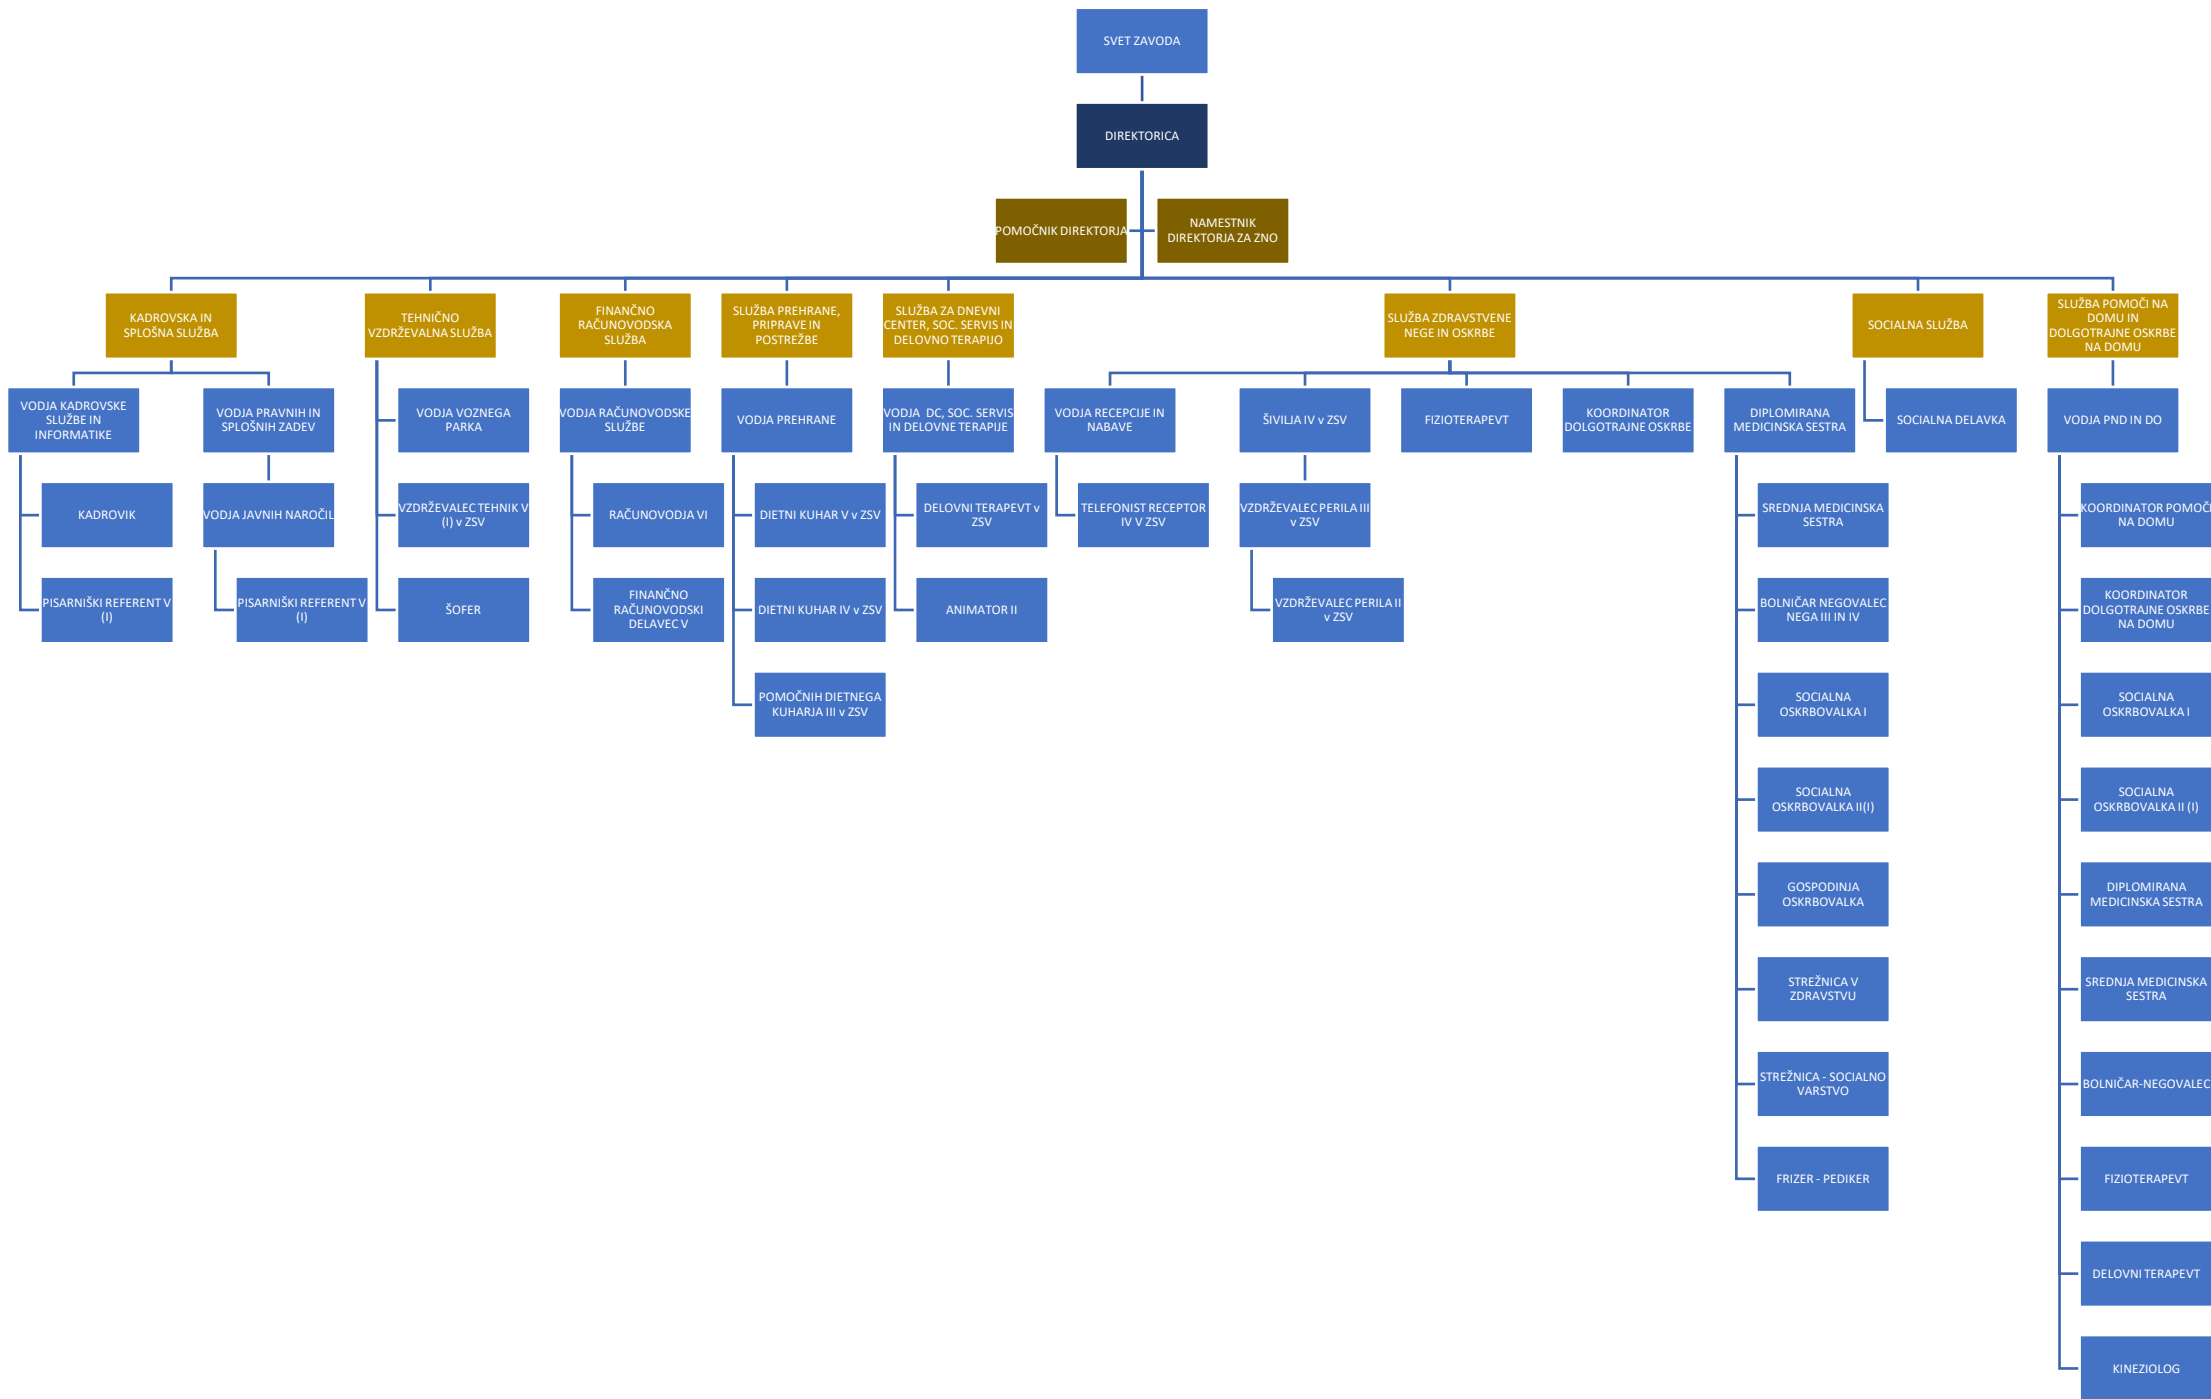 SVET ZAVODA
DIREKTORICA
POMOČNIK DIREKTORJA
NAMESTNIK
DIREKTORJA ZA ZNO
KADROVSKA IN
SPLOŠNA SLUŽBA
TEHNIČNO
VZDRŽEVALNA SLUŽBA
FINANČNO
RAČUNOVODSKA
SLUŽBA
SLUŽBA PREHRANE,
PRIPRAVE IN
POSTREŽBE
SLUŽBA ZA DNEVNI
CENTER, SOC. SERVIS IN
DELOVNO TERAPIJO
SLUŽBA ZDRAVSTVENE
NEGE IN OSKRBE
SOCIALNA SLUŽBA
SLUŽBA POMOČI NA
DOMU IN
DOLGOTRAJNE OSKRBE
NA DOMU
VODJA KADROVSKE
SLUŽBE IN
INFORMATIKE
VODJA PRAVNIH IN
SPLOŠNIH ZADEV
VODJA VOZNEGA
PARKA
VODJA RAČUNOVODSKE
SLUŽBE
VODJA PREHRANE
VODJA DC, SOC. SERVIS
IN DELOVNE TERAPIJE
VODJA RECEPCIJE IN
NABAVE
ŠIVILJA IV v ZSV
FIZIOTERAPEVT
KOORDINATOR
DOLGOTRAJNE OSKRBE
DIPLOMIRANA
MEDICINSKA SESTRA
SOCIALNA DELAVKA
VODJA PND IN DO
KADROVIK
VODJA JAVNIH NAROČIL
VZDRŽEVALEC TEHNIK V
(I) v ZSV
RAČUNOVODJA VI
DIETNI KUHAR V v ZSV
DELOVNI TERAPEVT v
ZSV
TELEFONIST RECEPTOR
IV V ZSV
VZDRŽEVALEC PERILA III
v ZSV
SREDNJA MEDICINSKA
SESTRA
KOORDINATOR POMOČI
NA DOMU
PISARNIŠKI REFERENT V
(I)
PISARNIŠKI REFERENT V
(I)
ŠOFER
FINANČNO
RAČUNOVODSKI
DELAVEC V
DIETNI KUHAR IV v ZSV
ANIMATOR II
VZDRŽEVALEC PERILA II
v ZSV
BOLNIČAR NEGOVALEC
NEGA III IN IV
KOORDINATOR
DOLGOTRAJNE OSKRBE
NA DOMU
POMOČNIH DIETNEGA
KUHARJA III v ZSV
SOCIALNA
OSKRBOVALKA I
SOCIALNA
OSKRBOVALKA I
SOCIALNA
OSKRBOVALKA II(I)
SOCIALNA
OSKRBOVALKA II (I)
GOSPODINJA
OSKRBOVALKA
DIPLOMIRANA
MEDICINSKA SESTRA
STREŽNICA V
ZDRAVSTVU
SREDNJA MEDICINSKA
SESTRA
STREŽNICA - SOCIALNO
VARSTVO
BOLNIČAR-NEGOVALEC
FRIZER - PEDIKER
FIZIOTERAPEVT
DELOVNI TERAPEVT
KINEZIOLOG